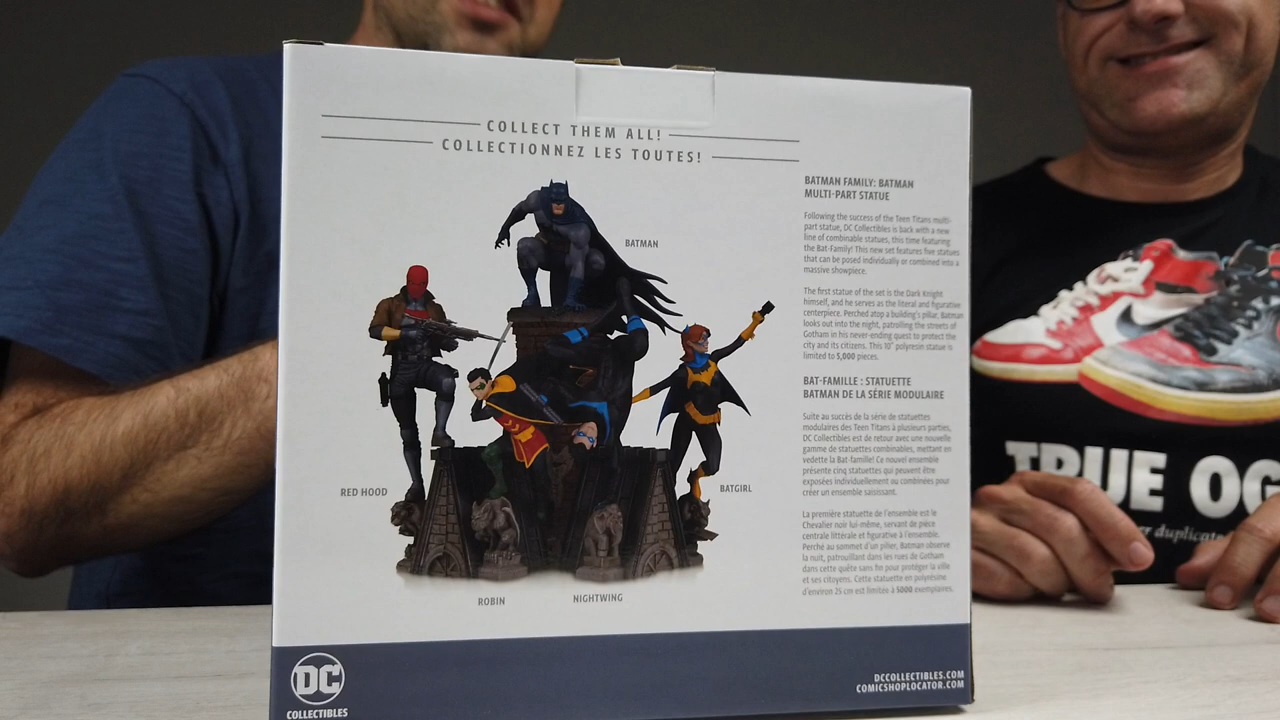 COLLECT THEM ALL!
COLLECTIONNEZ LES TOUTES!
BATMAN
RED HOOD
BATGIRL
ROBIN
NIGHTWING
BATMAN FAMILY: BATMAN
MULTI-PART STATUE
Following the success of the Teen Titans multi-
part statue, DC Collectibles is back with a new
line of combinable statues, this time featuring
the Bat-Family! This new set features five statues
that can be posed individually or combined into a
massive showpiece.
The first statue of the set is the Dark Knight
himself, and he serves as the literal and figurative
centerpiece. Perched atop a building's pillar, Batman
looks out into the night, patrolling the streets of
Gotham in his never-ending quest to protect the
city and its citizens. This 10" polyresin statue is
limited to 5,000 pieces.
BAT-FAMILLE : STATUETTE
BATMAN DE LA SÉRIE MODULAIRE
Suite au succès de la série de statuettes
modulaires des Teen Titans à plusieurs parties,
DC Collectibles est de retour avec une nouvelle
gamme de statuettes combinables, mettant en
vedette la Bat-famille! Ce nouvel ensemble
présente cinq statuettes qui peuvent être
exposées individuellement ou combinées pour
créer un ensemble saisissant.
La première statuette de l'ensemble est le
Chevalier noir lui-même, servant de pièce
centrale littérale et figurative à l'ensemble.
Perché au sommet d'un pilier, Batman observe
la nuit, patrouillant dans les rues de Gotham
dans cette quête sans fin pour protéger la ville
et ses citoyens. Cette statuette en polyrésine
d'environ 25 cm est limitée à 5000 exemplaires.
DC
COLLECTIBLES
DCCOLLECTIBLES.COM
COMICSHOPLOCATOR.COM
TRUE OG
duplicate